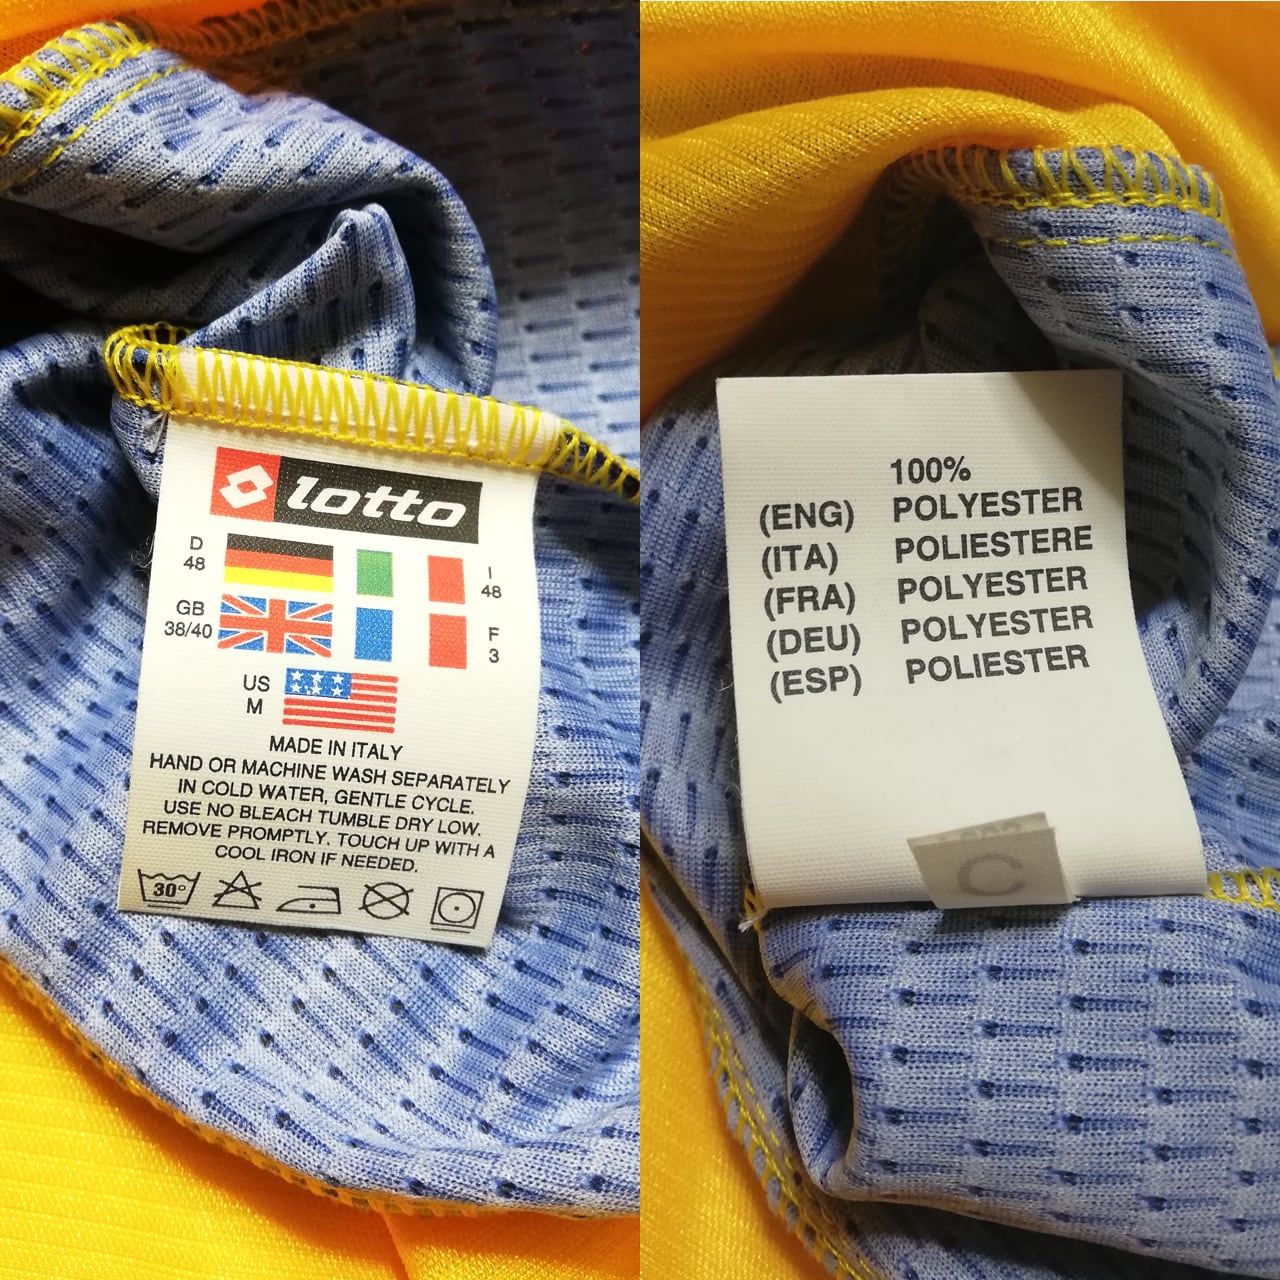 lotto
D
48
I
48
GB
38/40
F
3
US
M
MADE IN ITALY
HAND OR MACHINE WASH SEPARATELY
IN COLD WATER, GENTLE CYCLE.
USE NO BLEACH TUMBLE DRY LOW.
REMOVE PROMPTLY. TOUCH UP WITH A
COOL IRON IF NEEDED.
30°
100%
(ENG) POLYESTER
(ITA) POLIESTERE
(FRA) POLYESTER
(DEU) POLYESTER
(ESP) POLIESTER
C